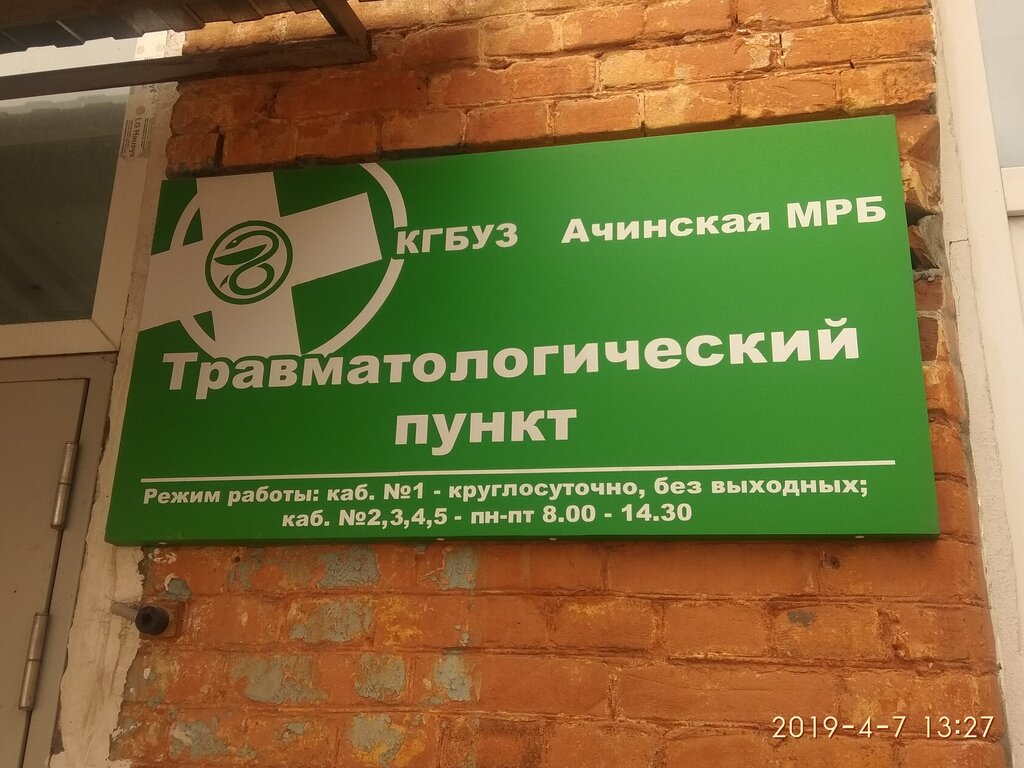 КГБУЗ Ачинская МРБ
Травматологический
пункт
Режим работы: каб. №1 - круглосуточно, без выходных;
каб. №2,3,4,5 - пн-пт 8.00 - 14.30
2019-4-7 13:27